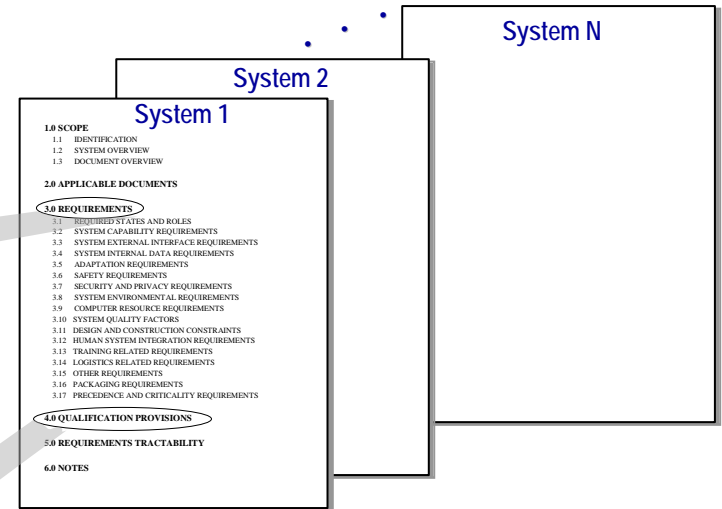 System N
System 2
System 1
1.0 SCOPE
1.1 IDENTIFICATION
1.2 SYSTEM OVERVIEW
1.3 DOCUMENT OVERVIEW
2.0 APPLICABLE DOCUMENTS
3.0 REQUIREMENTS
3.1 REQUIRED STATES AND ROLES
3.2 SYSTEM CAPABILITY REQUIREMENTS
3.3 SYSTEM EXTERNAL INTERFACE REQUIREMENTS
3.4 SYSTEM INTERNAL DATA REQUIREMENTS
3.5 ADAPTATION REQUIREMENTS
3.6 SAFETY REQUIREMENTS
3.7 SECURITY AND PRIVACY REQUIREMENTS
3.8 SYSTEM ENVIRONMENTAL REQUIREMENTS
3.9 COMPUTER RESOURCE REQUIREMENTS
3.10 SYSTEM QUALITY FACTORS
3.11 DESIGN AND CONSTRUCTION CONSTRAINTS
3.12 HUMAN SYSTEM INTEGRATION REQUIREMENTS
3.13 TRAINING RELATED REQUIREMENTS
3.14 LOGISTICS RELATED REQUIREMENTS
3.15 OTHER REQUIREMENTS
3.16 PACKAGING REQUIREMENTS
3.17 PRECEDENCE AND CRITICALITY REQUIREMENTS
4.0 QUALIFICATION PROVISIONS
5.0 REQUIREMENTS TRACTABILITY
6.0 NOTES